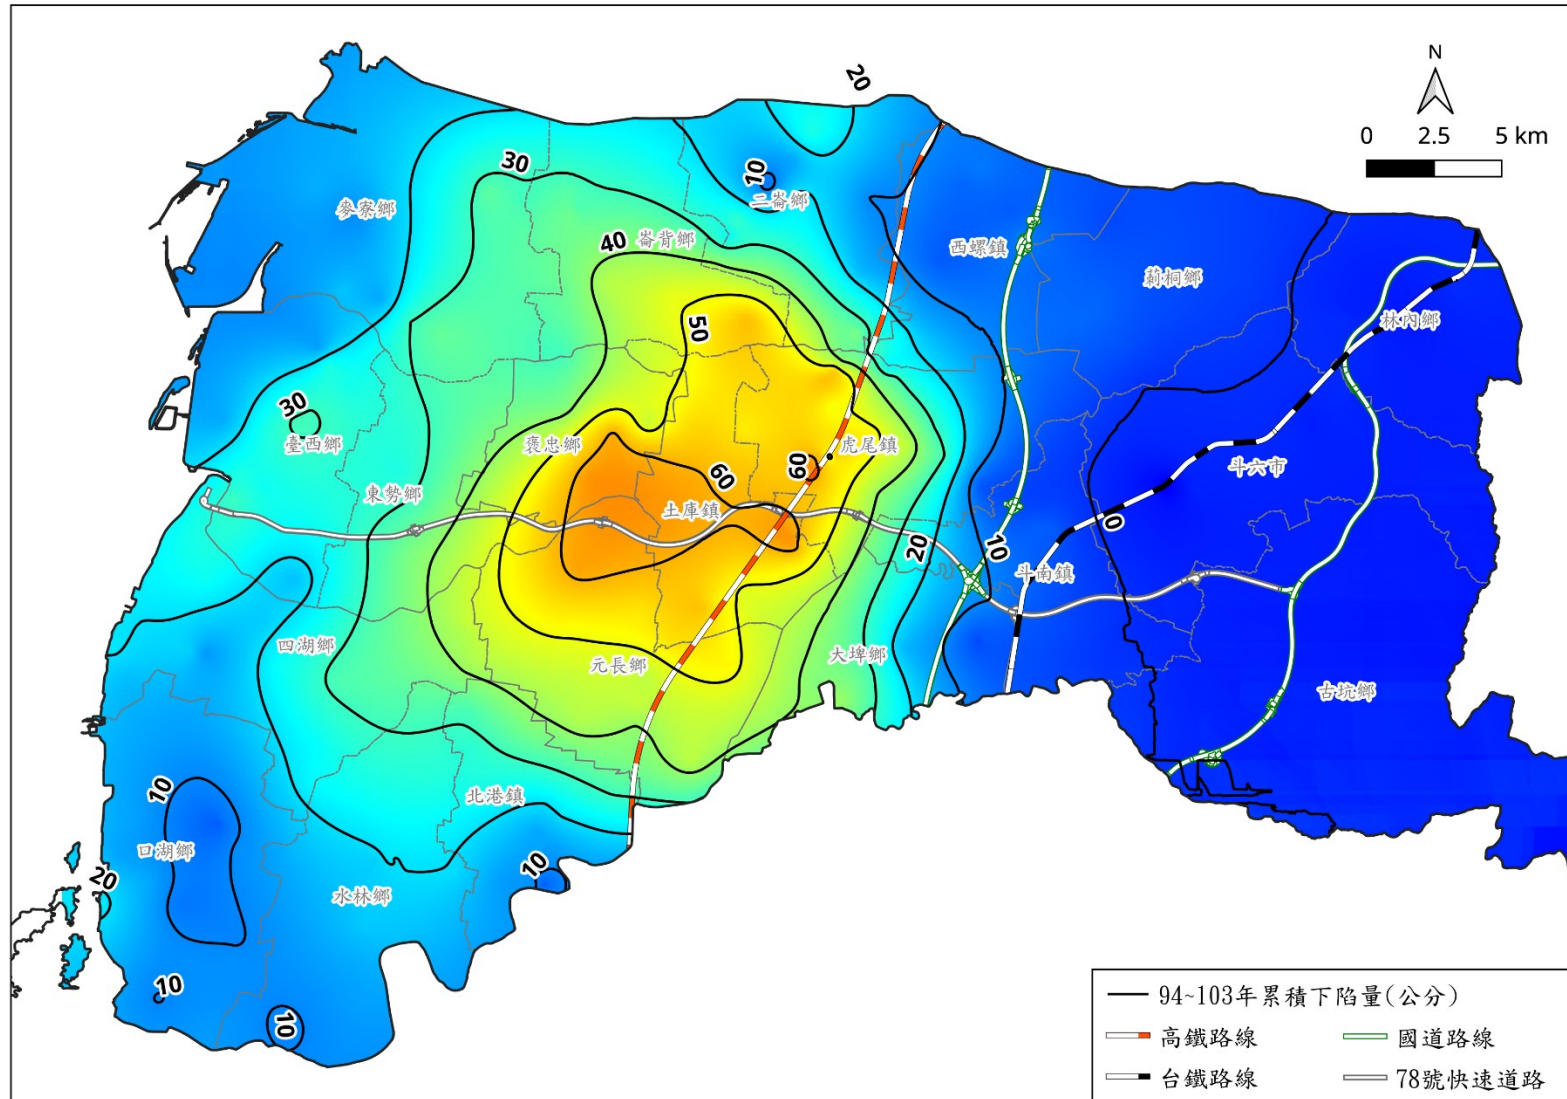 20
N
0 2.5 5 km
30
10
二崙鄉
麥寮鄉
40
崙背鄉
西螺鎮
莿桐鄉
50
林內鄉
30
臺西鄉
褒忠鄉
虎尾鎮
60
60
斗六市
東勢鄉
土庫鎮
0
20
10
斗南鎮
四湖鄉
元長鄉
大埤鄉
古坑鄉
10
北港鎮
口湖鄉
10
20
水林鄉
10
10
94~103年累積下陷量(公分)
高鐵路線
國道路線
台鐵路線
78號快速道路